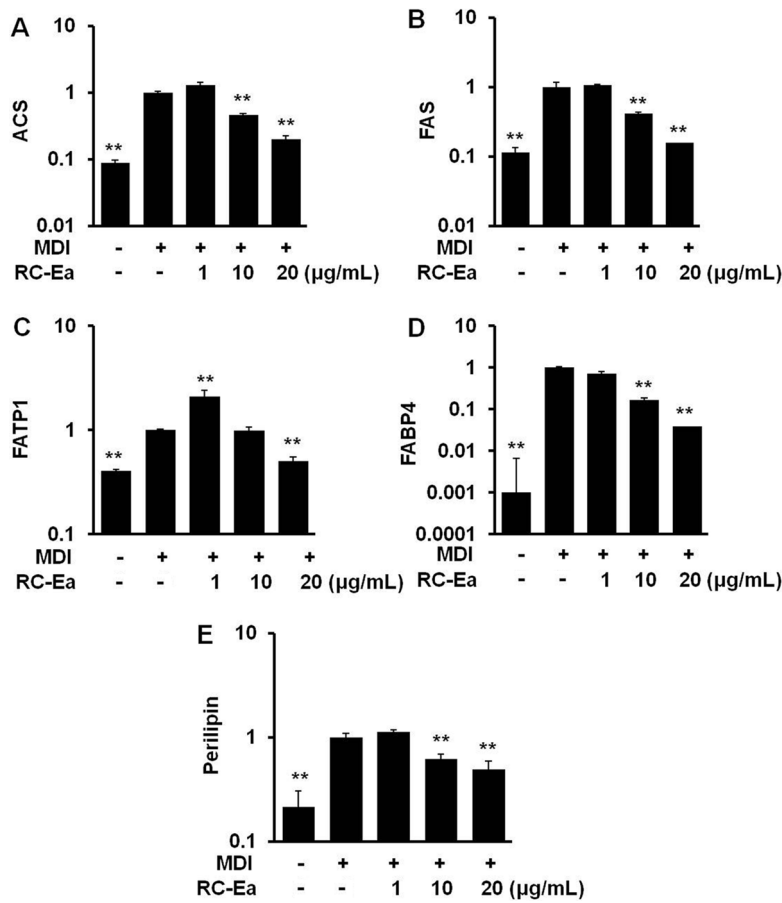 A
10
1
0.1
0.01
ACS
** ** **
MDI - + + + +
RC-Ea - - 1 10 20 (µg/mL)
B
10
1
0.1
0.01
FAS
** ** **
MDI - + + + +
RC-Ea - - 1 10 20 (µg/mL)
C
10
1
0.1
FATP1
** ** **
MDI - + + + +
RC-Ea - - 1 10 20 (µg/mL)
D
10
1
0.1
0.01
0.001
0.0001
FABP4
** ** **
MDI - + + + +
RC-Ea - - 1 10 20 (µg/mL)
E
10
1
0.1
Perilipin
** ** **
MDI - + + + +
RC-Ea - - 1 10 20 (µg/mL)